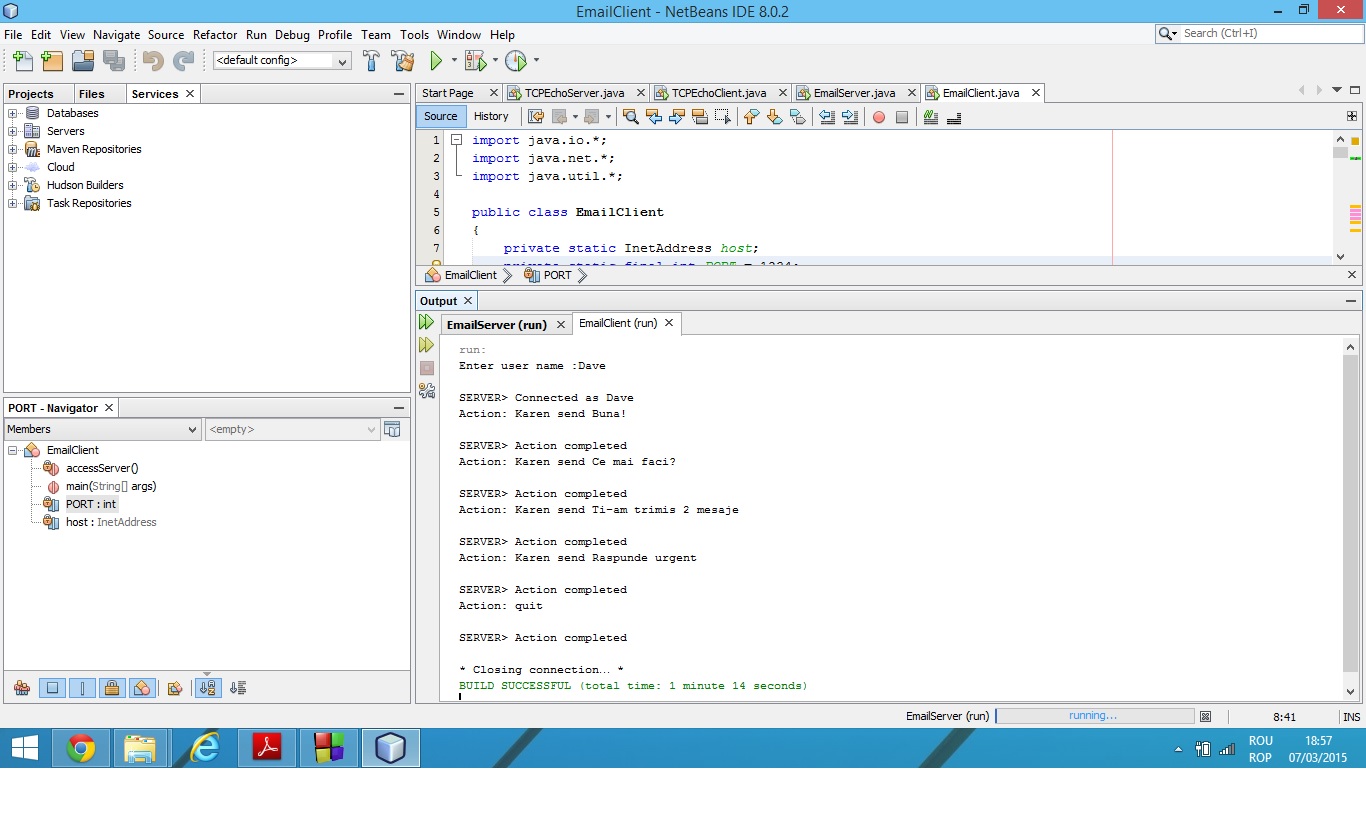 EmailClient - NetBeans IDE 8.0.2
File Edit View Navigate Source Refactor Run Debug Profile Team Tools Window Help
Search (Ctrl+I)
<default config>
Projects Files Services
Databases
Servers
Maven Repositories
Cloud
Hudson Builders
Task Repositories
Start Page TCPEchoServer.java TCPEchoClient.java EmailServer.java EmailClient.java
Source History
1 import java.io.*;
2 import java.net.*;
3 import java.util.*;
4
5 public class EmailClient
6 {
7 private static InetAddress host;
private static final int PORT = 1234;
EmailClient PORT
PORT - Navigator
Members <empty>
EmailClient
accessServer()
main(String[] args)
PORT : int
host : InetAddress
Output
EmailServer (run) EmailClient (run)
run:
Enter user name :Dave
SERVER> Connected as Dave
Action: Karen send Buna!
SERVER> Action completed
Action: Karen send Ce mai faci?
SERVER> Action completed
Action: Karen send Ti-am trimis 2 mesaje
SERVER> Action completed
Action: Karen send Raspunde urgent
SERVER> Action completed
Action: quit
SERVER> Action completed
* Closing connection… *
BUILD SUCCESSFUL (total time: 1 minute 14 seconds)
EmailServer (run) running... 8:41 INS
ROU 18:57
ROP 07/03/2015